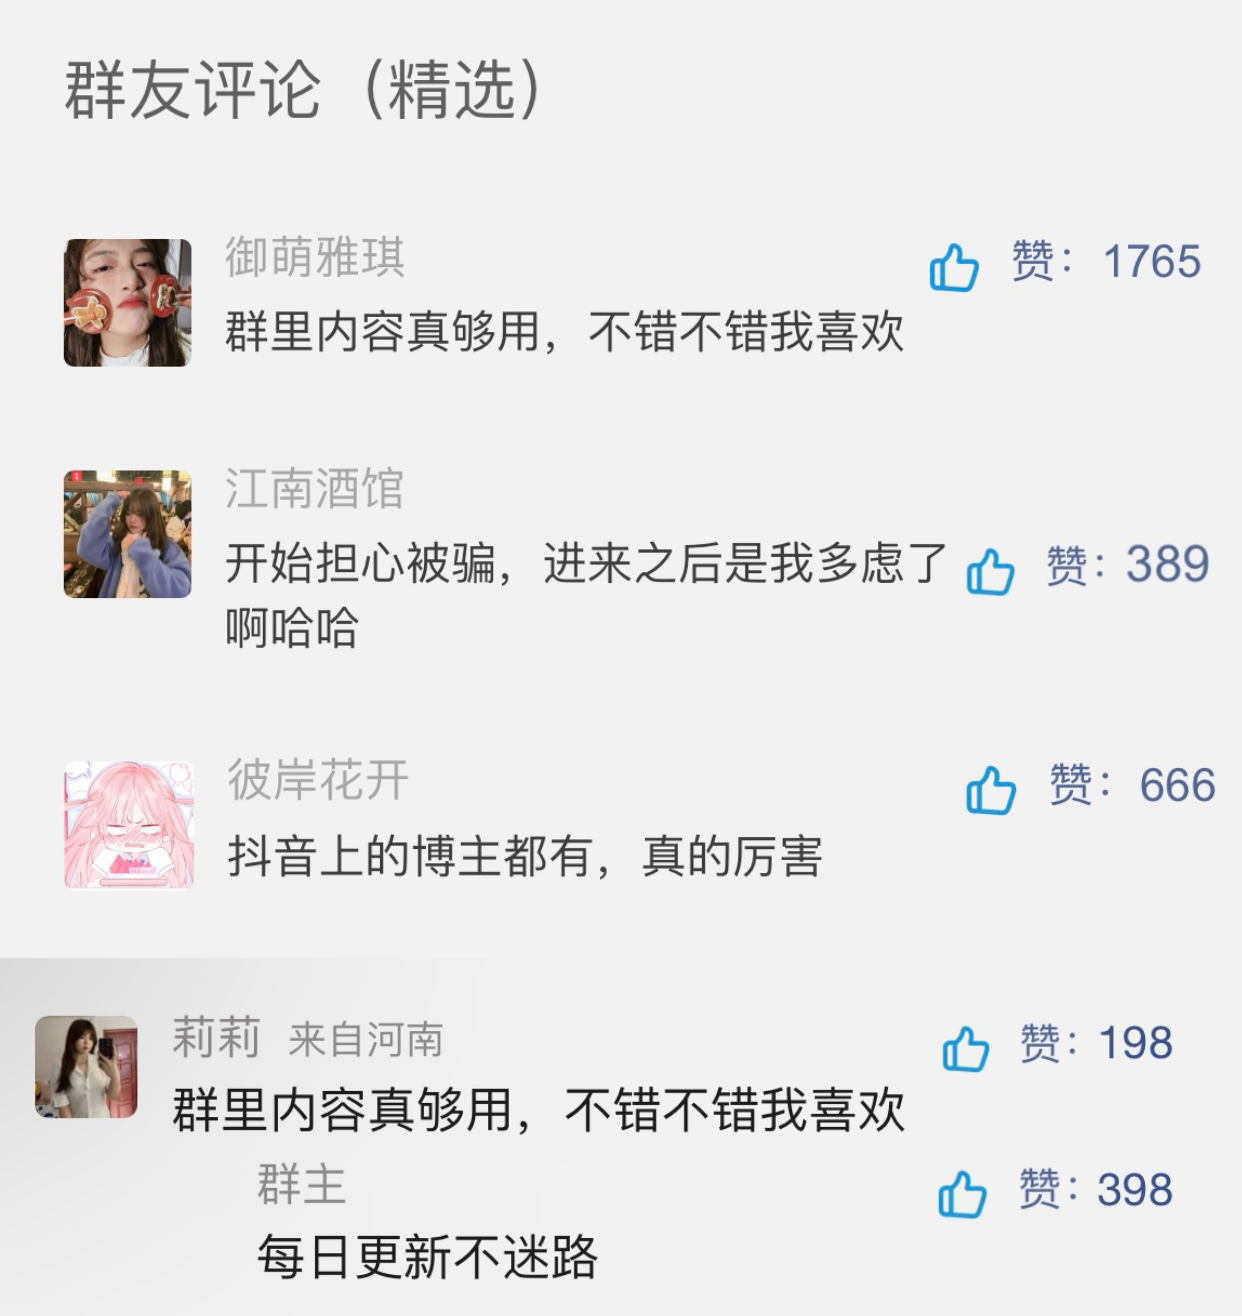 群友评论（精选）
御萌雅琪
赞：1765
群里内容真够用，不错不错我喜欢
江南酒馆
开始担心被骗，进来之后是我多虑了
赞：389
啊哈哈
彼岸花开
赞：666
抖音上的博主都有，真的厉害
莉莉 来自河南
赞：198
群里内容真够用，不错不错我喜欢
群主
赞：398
每日更新不迷路